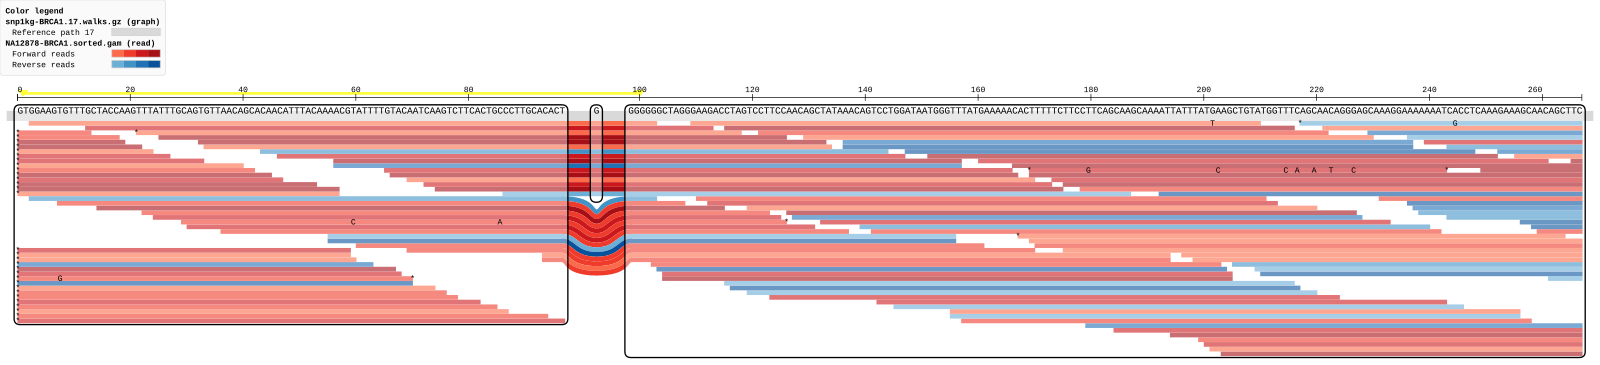 Color legend
snp1kg-BRCA1.17.walks.gz (graph)
Reference path 17
NA12878-BRCA1.sorted.gam (read)
Forward reads
Reverse reads
0 20 40 60 80 100 120 140 160 180 200 220 240 260
GTGGAAGTGTTTGCTACCAAGTTTATTTGCAGTGTTAACAGCACAACATTTACAAAACGTATTTTGTACAATCAAGTCTTCACTGCCCTTGCACACT G GGGGGGCTAGGGAAGACCTAGTCCTTCCAACAGCTATAAACAGTCCTGGATAATGGGTTTATGAAAAACACTTTTTCTTCCTTCAGCAAGCAAAATTATTTATGAAGCTGTATGGTTTCAGCAACAGGGAGCAAAGGAAAAAAATCACCTCAAAGAAAGCAACAGCTTC
T G
G C C A A T C
C A
G